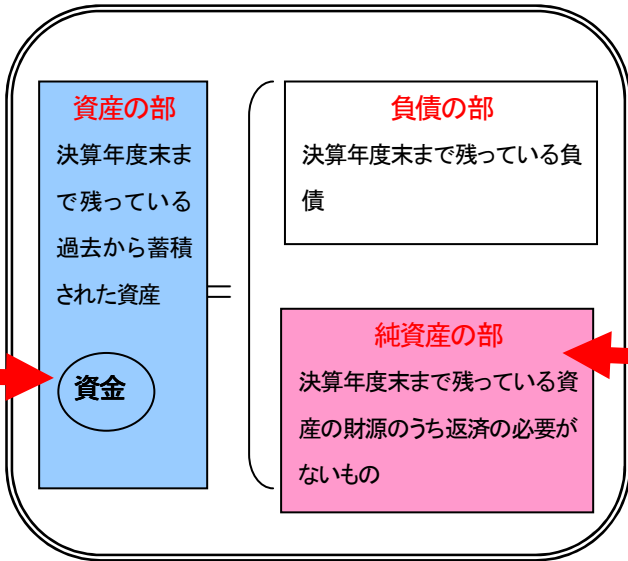 資産の部
決算年度末ま
で残っている
過去から蓄積
された資産
資金
=
負債の部
決算年度末まで残っている負
債
純資産の部
決算年度末まで残っている資
産の財源のうち返済の必要が
ないもの